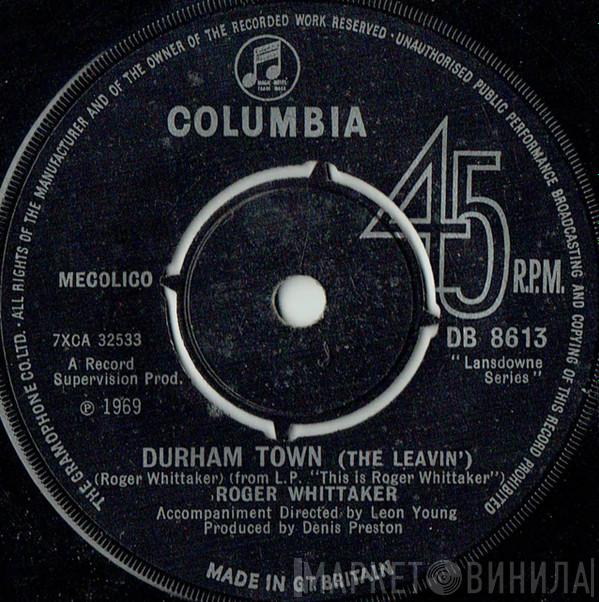 THE GRAMOPHONE CO. LTD. · ALL RIGHTS OF THE MANUFACTURER AND OF THE OWNER OF THE RECORDED WORK RESERVED · UNAUTHORISED PUBLIC PERFORMANCE BROADCASTING AND COPYING OF THIS RECORD PROHIBITED
MAGIC NOTES
TRADE MARK
COLUMBIA
45
R.P.M.
MECOLICO
7XCA 32533
DB 8613
A Record
Supervision Prod.
"Lansdowne
Series"
℗ 1969
DURHAM TOWN (THE LEAVIN')
(Roger Whittaker) (from L.P. "This is Roger Whittaker")
ROGER WHITTAKER
Accompaniment Directed by Leon Young
Produced by Denis Preston
MADE IN GT BRITAIN
МАРКЕТ ВИНИЛА